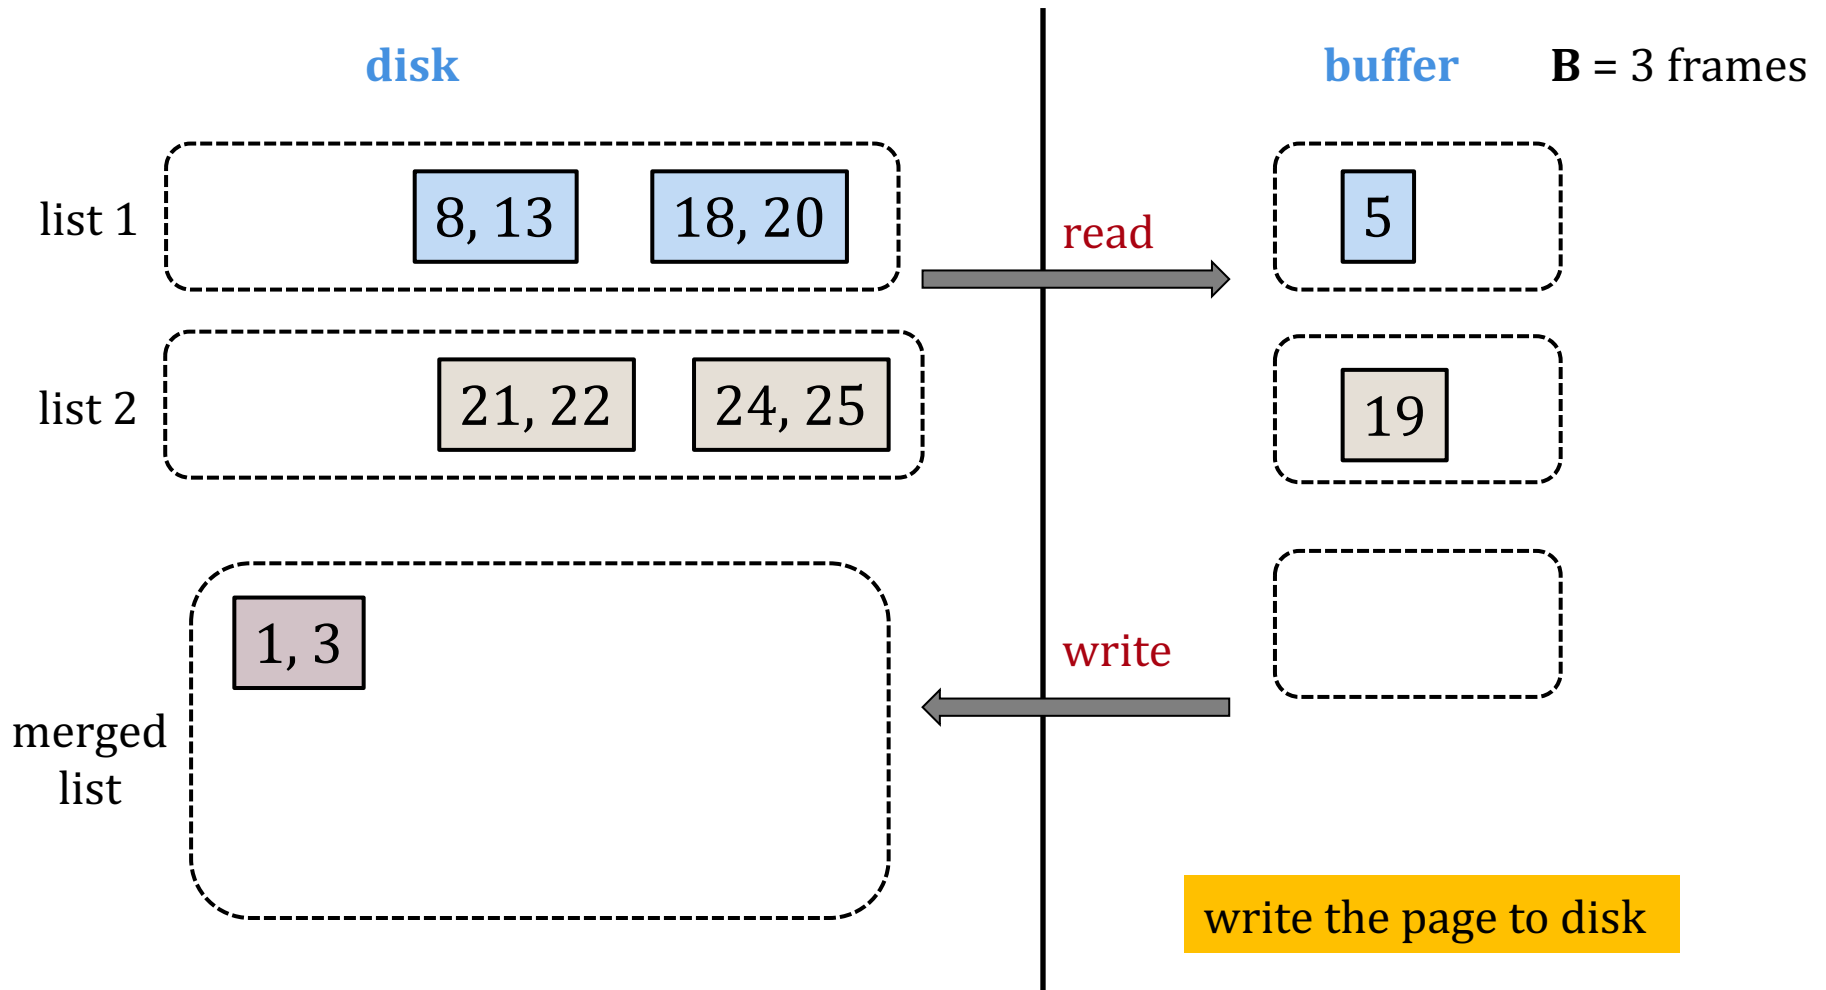 disk
buffer
B = 3 frames
list 1
8, 13
18, 20
read
5
list 2
21, 22
24, 25
19
merged
list
1, 3
write
write the page to disk